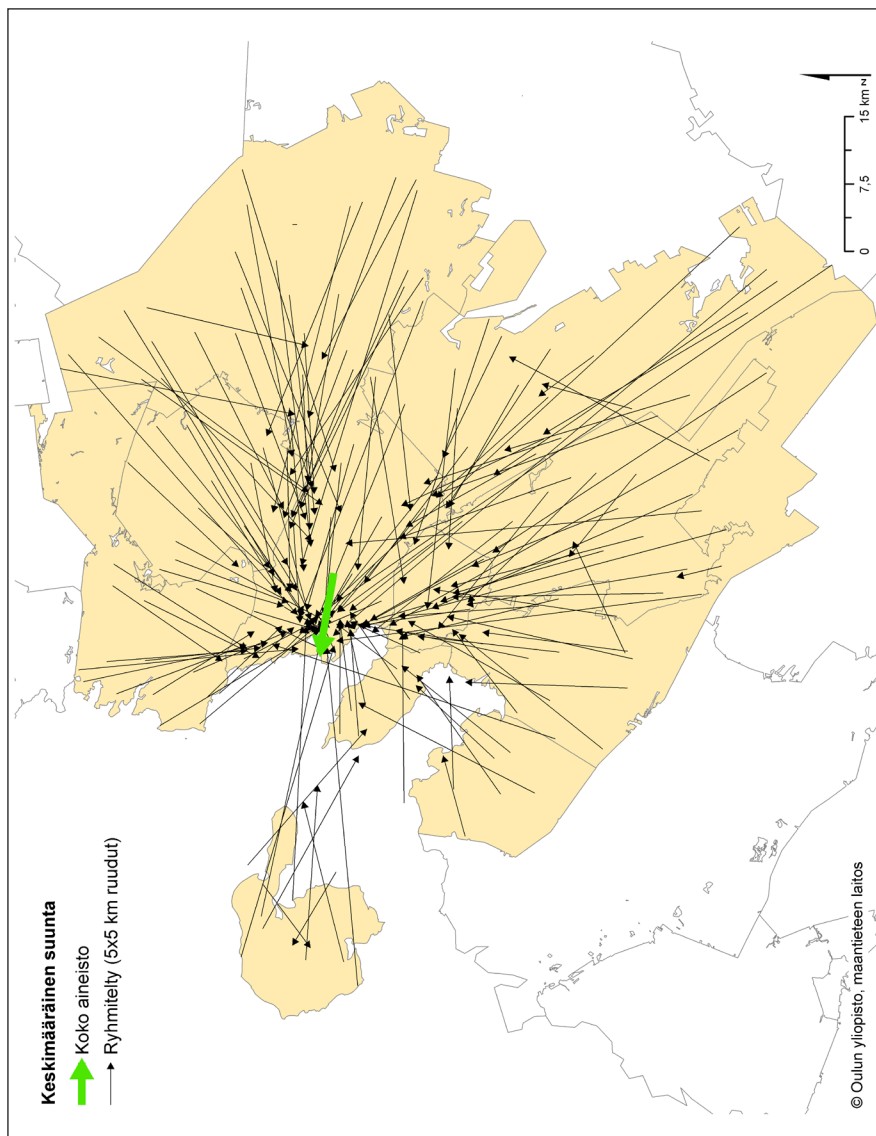 Keskimääräinen suunta
Koko aineisto
Ryhmitelty (5x5 km ruudut)
0 7,5 15 km
N
© Oulun yliopisto, maantieteen laitos